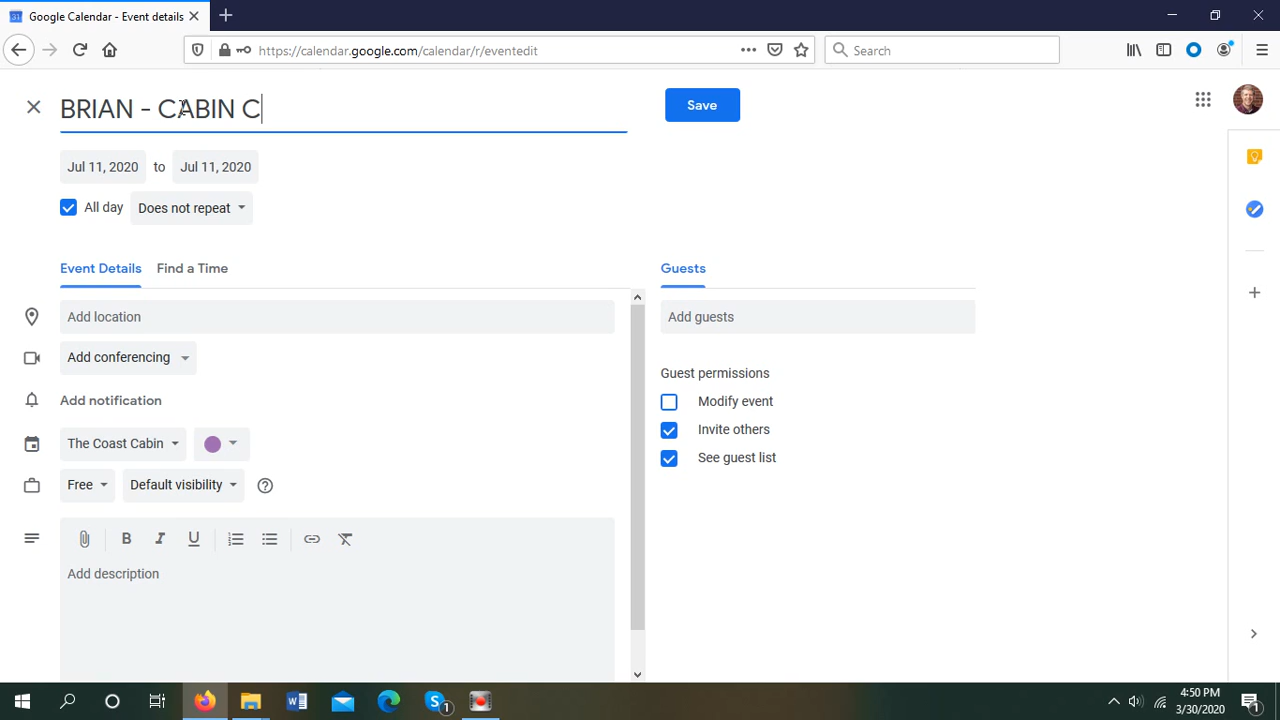 Google Calendar - Event details
https://calendar.google.com/calendar/r/eventedit
Search
BRIAN - CABIN C
Save
Jul 11, 2020 to Jul 11, 2020
All day Does not repeat
Event Details Find a Time
Guests
Add location
Add guests
Add conferencing
Guest permissions
Add notification
Modify event
Invite others
The Coast Cabin
See guest list
Free Default visibility
B I U
Add description
4:50 PM
3/30/2020